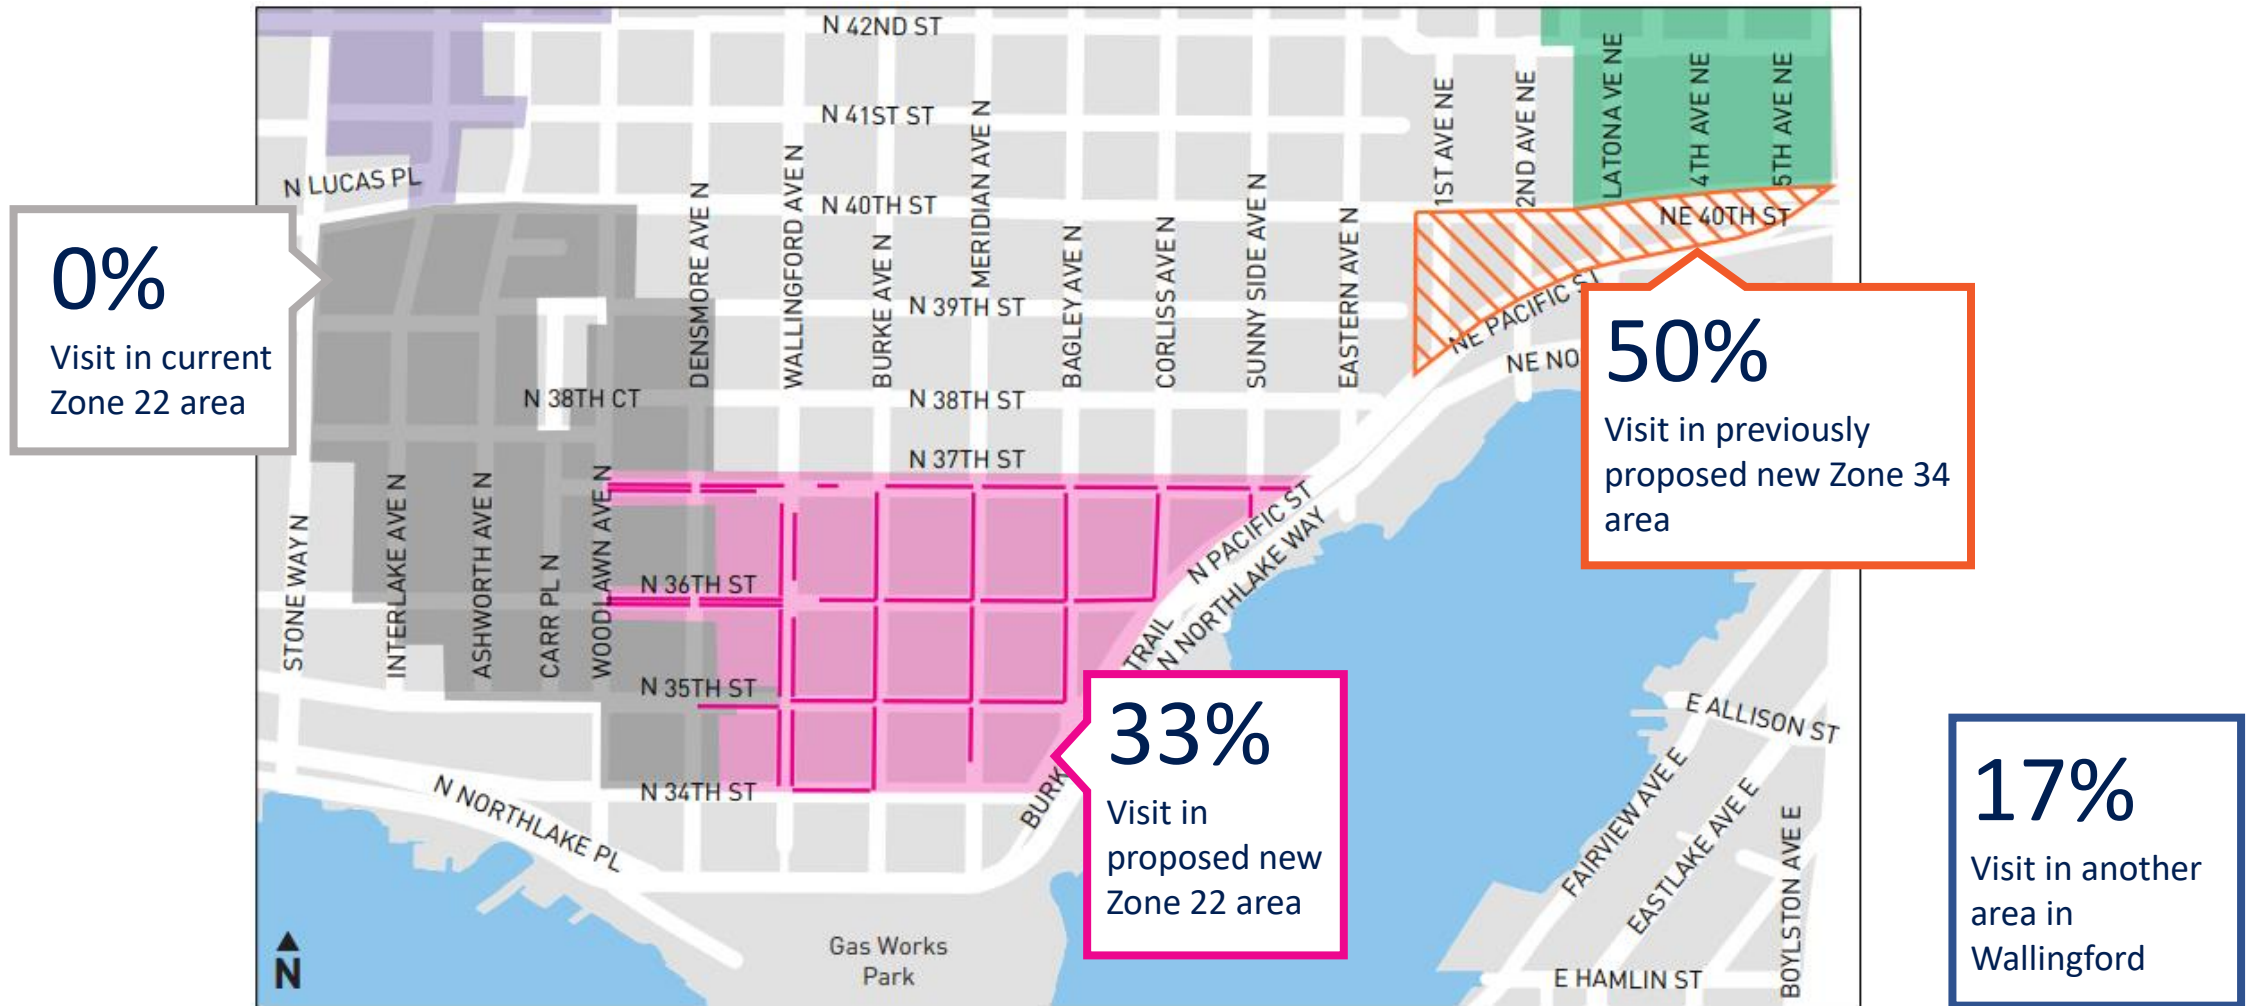 N 42ND ST
N 41ST ST
N LUCAS PL
N 40TH ST
N 39TH ST
N 38TH CT
N 38TH ST
N 37TH ST
N 36TH ST
N 35TH ST
N 34TH ST
STONE WAY N
INTERLAKE AVE N
ASHWORTH AVE N
CARR PL N
WOODLAWN AVE N
DENSMORE AVE N
WALLINGFORD AVE N
BURKE AVE N
MERIDIAN AVE N
BAGLEY AVE N
CORLISS AVE N
SUNNY SIDE AVE N
EASTERN AVE N
1ST AVE NE
2ND AVE NE
LATONA VE NE
4TH AVE NE
5TH AVE NE
NE 40TH ST
NE PACIFIC ST
NE NO
N PACIFIC ST
N NORTHLAKE WAY
TRAIL
BURK
N NORTHLAKE PL
Gas Works
Park
E ALLISON ST
FAIRVIEW AVE E
EASTLAKE AVE E
BOYLSTON AVE E
E HAMLIN ST
N
0%
Visit in current
Zone 22 area
50%
Visit in previously
proposed new Zone 34
area
33%
Visit in
proposed new
Zone 22 area
17%
Visit in another
area in
Wallingford